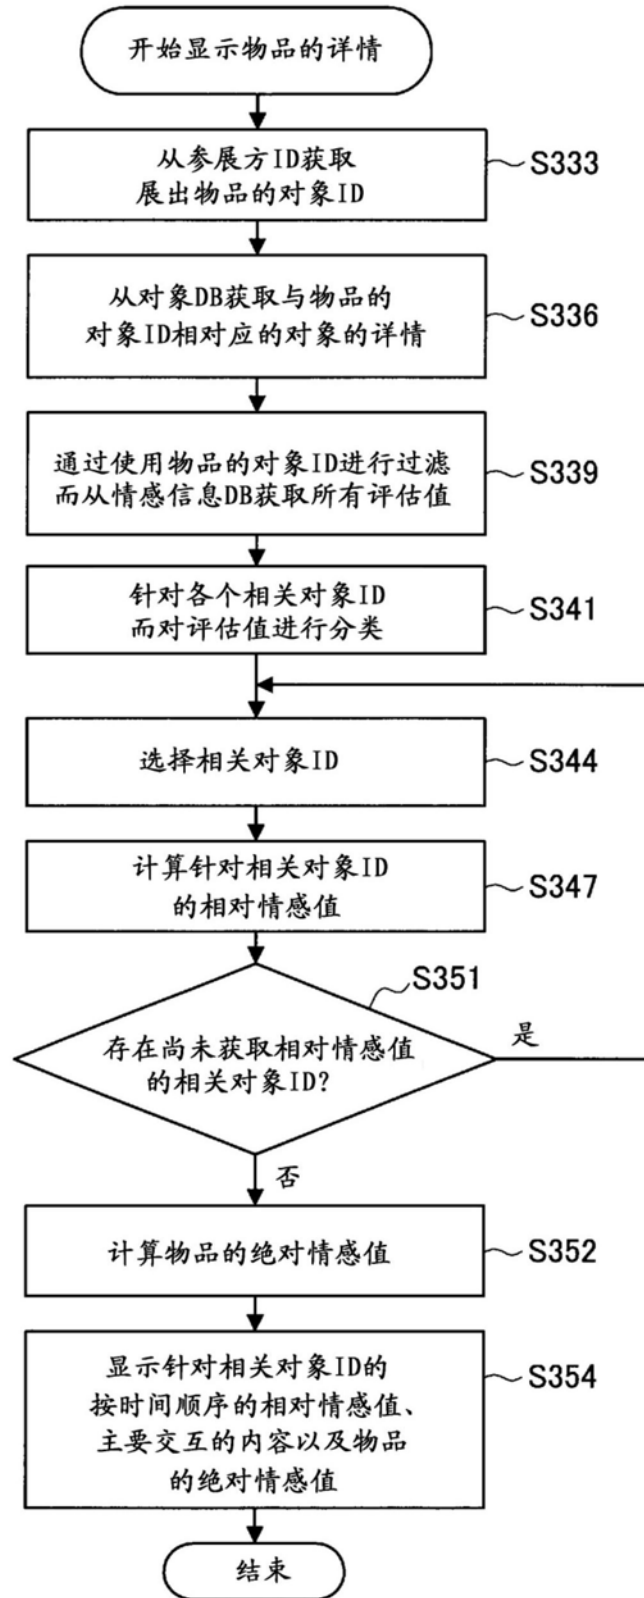 开始显示物品的详情
从参展方ID获取
展出物品的对象ID
S333
从对象DB获取与物品的
对象ID相对应的对象的详情
S336
通过使用物品的对象ID进行过滤
而从情感信息DB获取所有评估值
S339
针对各个相关对象ID
而对评估值进行分类
S341
选择相关对象ID
S344
计算针对相关对象ID
的相对情感值
S347
S351
存在尚未获取相对情感值
的相关对象ID?
是
否
计算物品的绝对情感值
S352
显示针对相关对象ID的
按时间顺序的相对情感值、
主要交互的内容以及物品
的绝对情感值
S354
结束